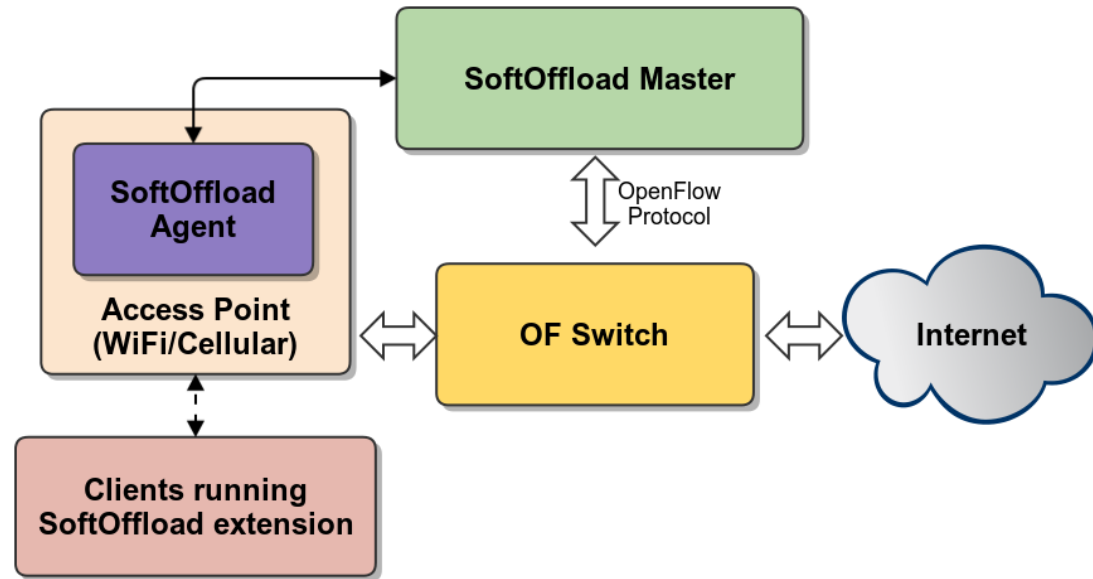 SoftOffload Master
SoftOffload
Agent
OpenFlow
Protocol
Access Point
(WiFi/Cellular)
OF Switch
Internet
Clients running
SoftOffload extension